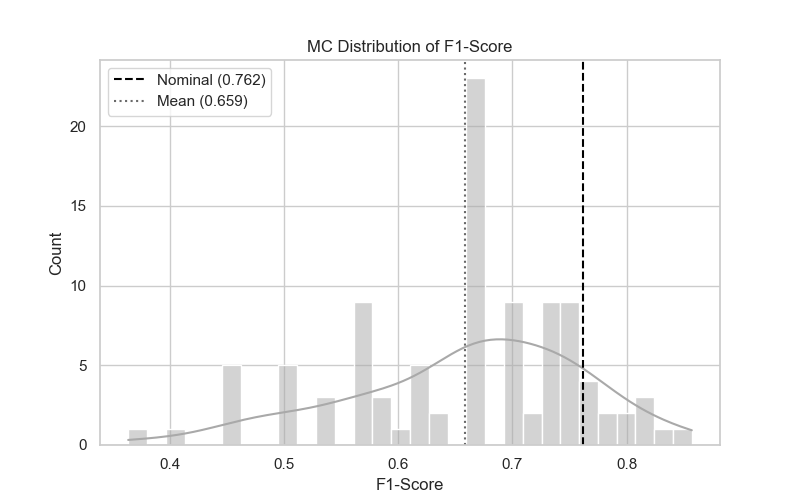 MC Distribution of F1-Score
Nominal (0.762)
Mean (0.659)
Count
20
15
10
5
0
0.4 0.5 0.6 0.7 0.8
F1-Score